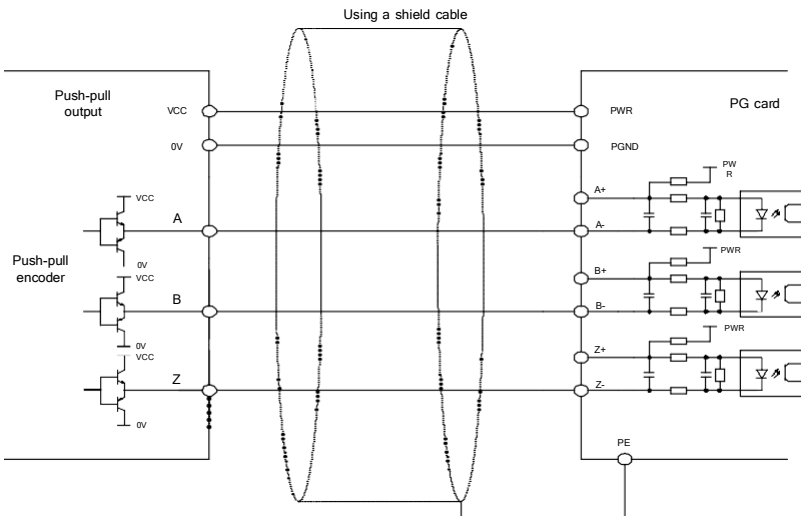 Using a shield cable
Push-pull
output
VCC
0V
PWR
PGND
PG card
VCC
A
0V
Push-pull
encoder
VCC
B
0V
VCC
Z
0V
A+
A-
PW
R
B+
B-
PWR
Z+
Z-
PWR
PE